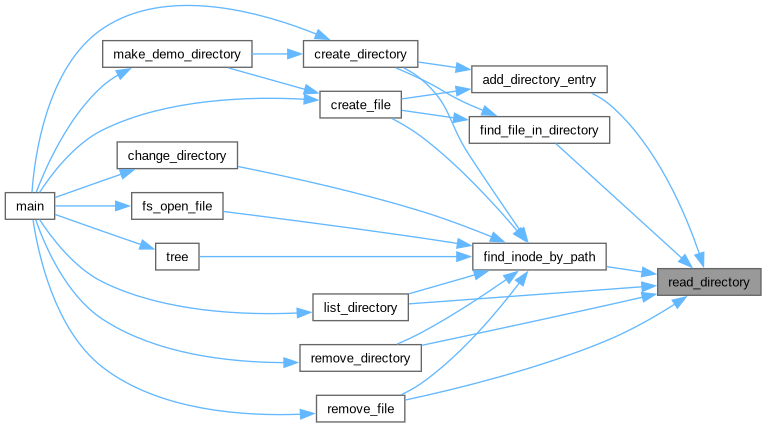 make_demo_directory
create_directory
add_directory_entry
create_file
find_file_in_directory
change_directory
main
fs_open_file
tree
find_inode_by_path
read_directory
list_directory
remove_directory
remove_file